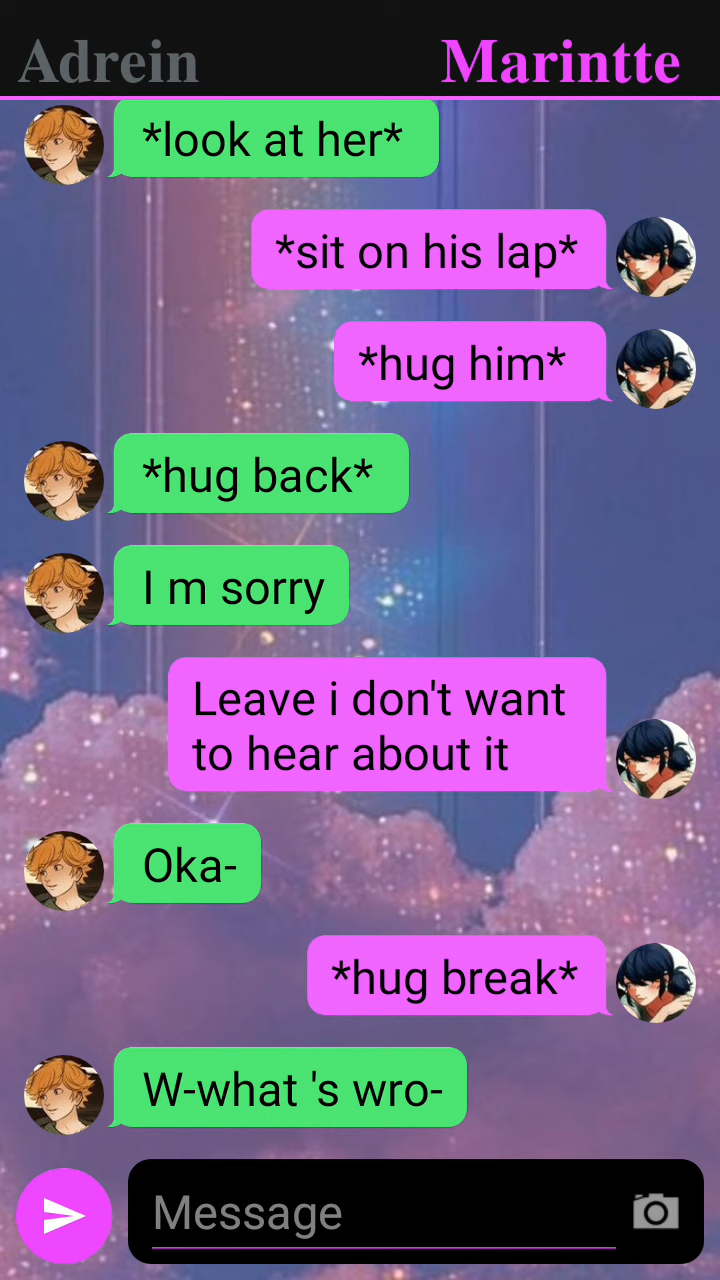 Adrein Marintte
*look at her*
*sit on his lap*
*hug him*
*hug back*
I m sorry
Leave i don't want
to hear about it
Oka-
*hug break*
W-what 's wro-
Message